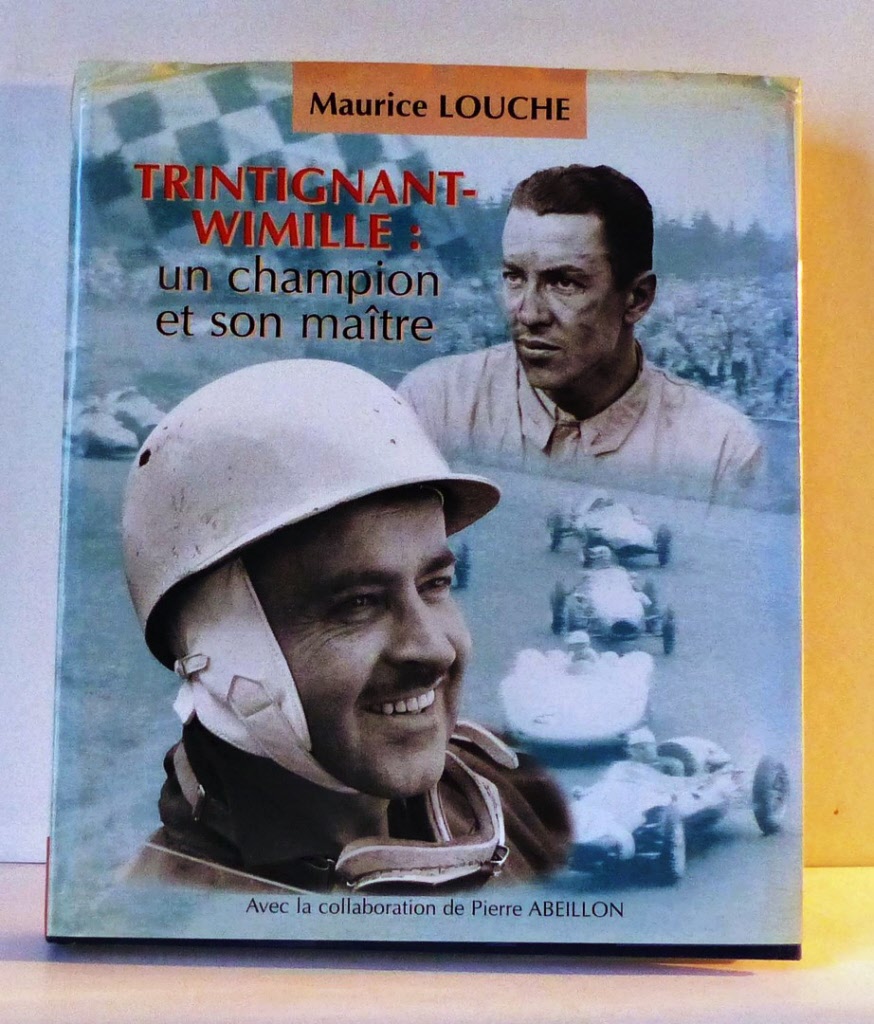 Maurice LOUCHE
TRINTIGNANT-
WIMILLE :
un champion
et son maître
Avec la collaboration de Pierre ABEILLON